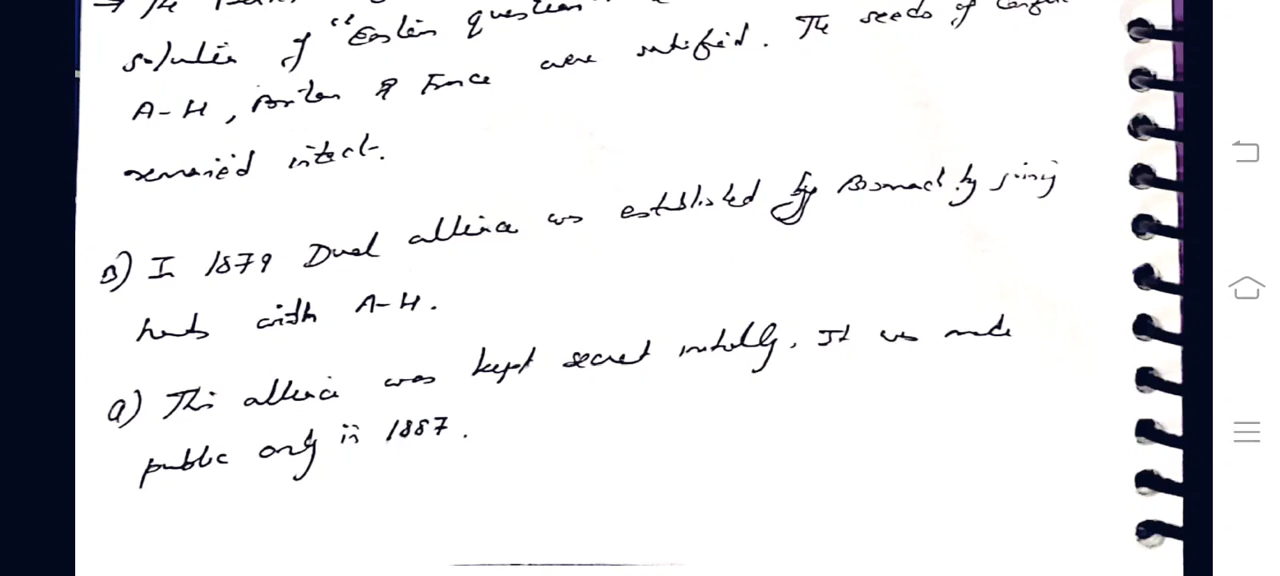 → The
solution of "Eastern question"
A-H, Britain & France were satisfied. The seeds of
remained intact.
B) In 1879 Dual alliance was established by Bismarck by joining
hands with A-H.
a) This alliance was kept secret initially. It was made
public only in 1887.